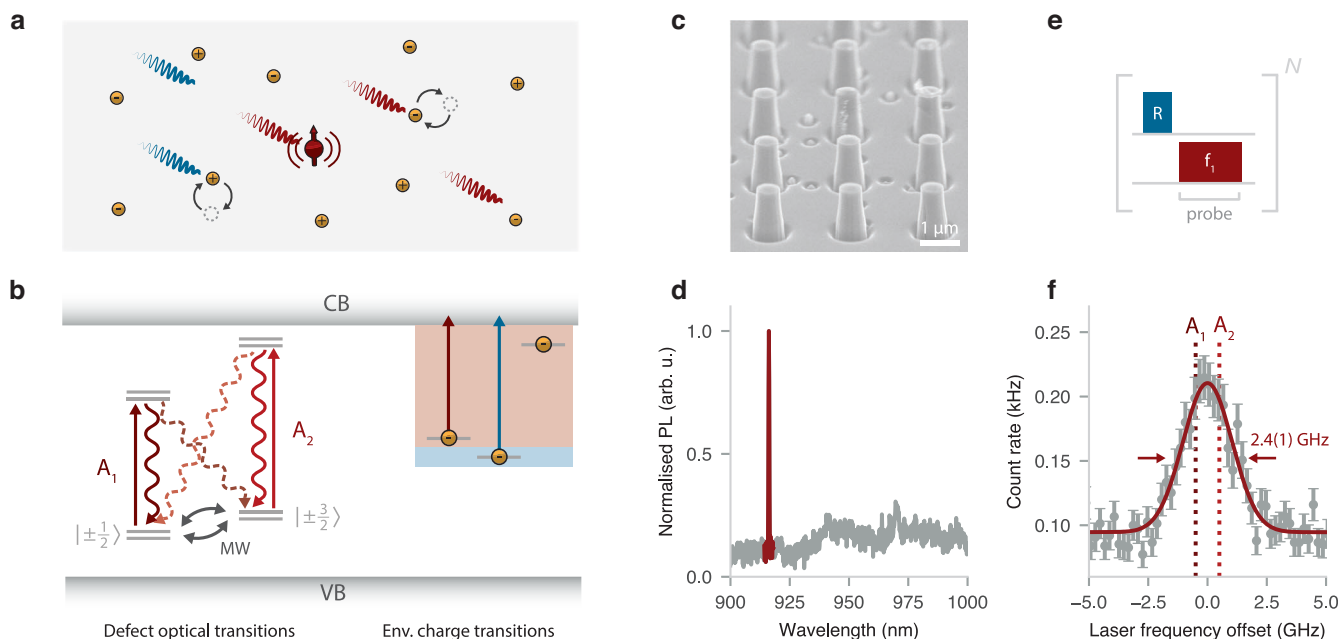 a
b
CB
A1
A2
|±1/2⟩
|±3/2⟩
MW
VB
Defect optical transitions
Env. charge transitions
c
1 µm
d
Normalised PL (arb. u.)
1.0
0.5
0.0
900
925
950
975
1000
Wavelength (nm)
e
N
R
f1
probe
f
A1
A2
Count rate (kHz)
0.25
0.20
0.15
0.10
2.4(1) GHz
−5.0
−2.5
0.0
2.5
5.0
Laser frequency offset (GHz)